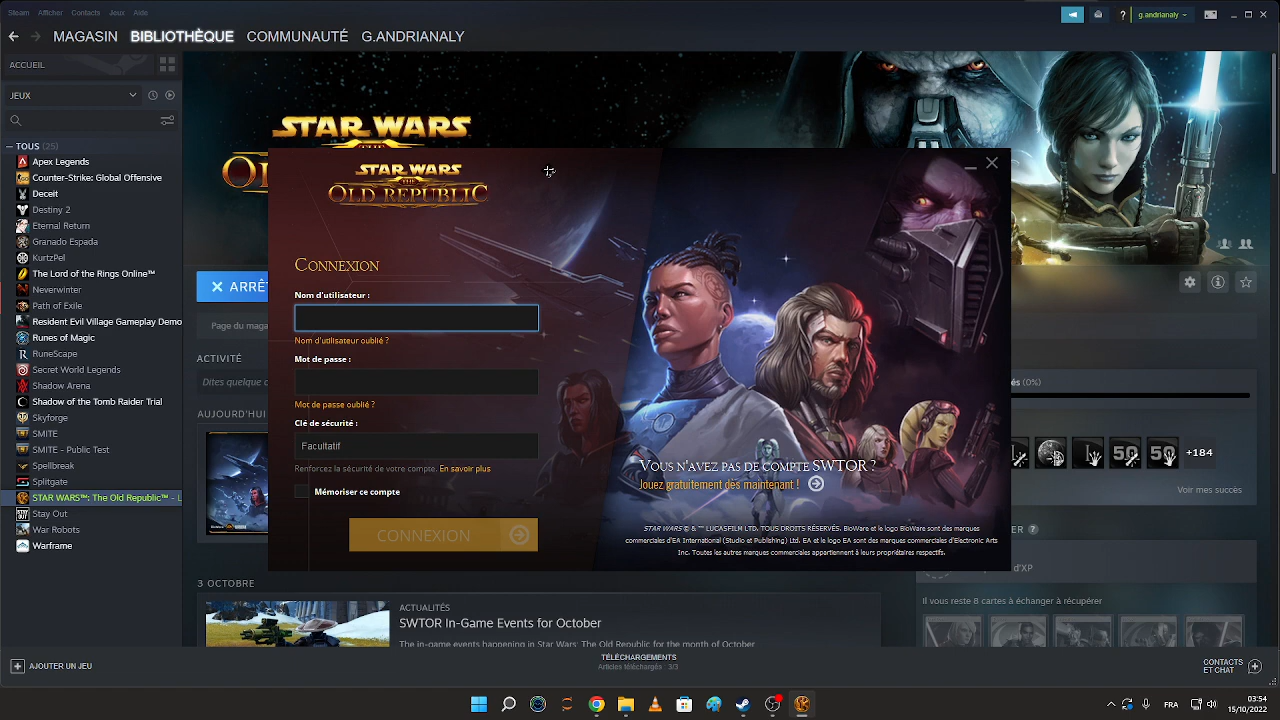 Steam Afficher Contacts Jeux Aide
g.andrianaly
MAGASIN BIBLIOTHÈQUE COMMUNAUTÉ G.ANDRIANALY
ACCUEIL
JEUX
TOUS (25)
Apex Legends
Counter-Strike: Global Offensive
Deceit
Destiny 2
Eternal Return
Grand Theft
KurzPel
The Lord of the Rings Online™
Neverwinter
Path of Exile
Resident Evil Village Gameplay Demo
Runes of Magic
RuneScape
Secret World Legends
Shadow Arena
Shadow of the Tomb Raider Trial
Skyforge
SMITE
SMITE - Public Test
Spellbreak
Splitgate
STAR WARS™: The Old Republic™ - L
Stay Out
War Robots
Warframe
AJOUTER UN JEU
STAR WARS
THE
OL
ARRÊT
Page du maga
ACTIVITÉ
Dites quelque c
AUJOURD'HUI
STAR WARS
THE
OLD REPUBLIC
CONNEXION
Nom d'utilisateur :
Nom d'utilisateur oublié ?
Mot de passe :
Mot de passe oublié ?
Clé de sécurité :
Facultatif
Renforcez la sécurité de votre compte. En savoir plus
Mémoriser ce compte
CONNEXION
VOUS N'AVEZ PAS DE COMPTE SWTOR ?
Jouez gratuitement dès maintenant !
STAR WARS © & ™ LUCASFILM LTD. TOUS DROITS RÉSERVÉS. BioWare et le logo BioWare sont des marques
commerciales d'EA International (Studio et Publishing) Ltd. EA et le logo EA sont des marques commerciales d'Electronic Arts
Inc. Toutes les autres marques commerciales appartiennent à leurs propriétaires respectifs.
és (0%)
50
50
+184
Voir mes succès
ER
d'XP
Il vous reste 8 cartes à échanger à récupérer
3 OCTOBRE
ACTUALITÉS
SWTOR In-Game Events for October
The in-game events happening in Star Wars: The Old Republic for the month of October
TÉLÉCHARGEMENTS
Articles téléchargés : 3/3
CONTACTS
ET CHAT
FRA
03:54
15/10/2022